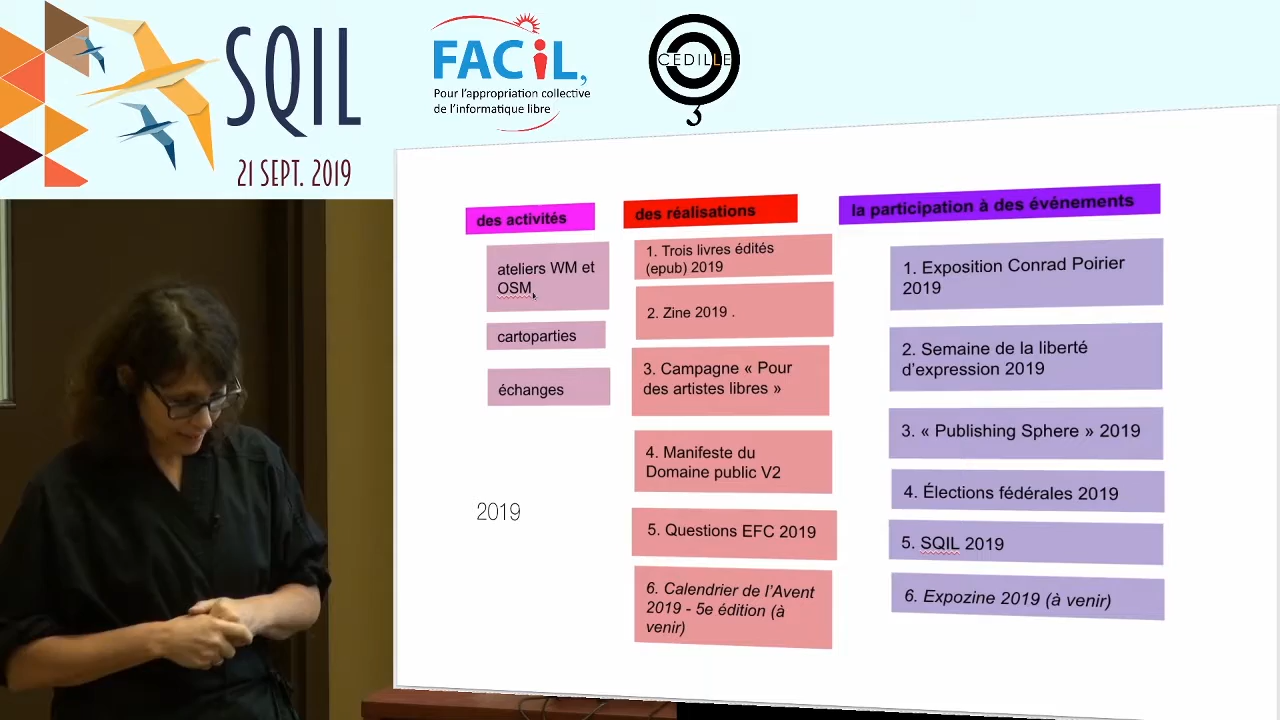 SQIL
21 SEPT. 2019
FACiL,
Pour l'appropriation collective
de l'informatique libre
CEDILLE
3
des activités
ateliers WM et
OSM
cartoparties
échanges
2019
des réalisations
1. Trois livres édités
(epub) 2019
2. Zine 2019 .
3. Campagne « Pour
des artistes libres »
4. Manifeste du
Domaine public V2
5. Questions EFC 2019
6. Calendrier de l'Avent
2019 - 5e édition (à
venir)
la participation à des événements
1. Exposition Conrad Poirier
2019
2. Semaine de la liberté
d'expression 2019
3. « Publishing Sphere » 2019
4. Élections fédérales 2019
5. SQIL 2019
6. Expozine 2019 (à venir)